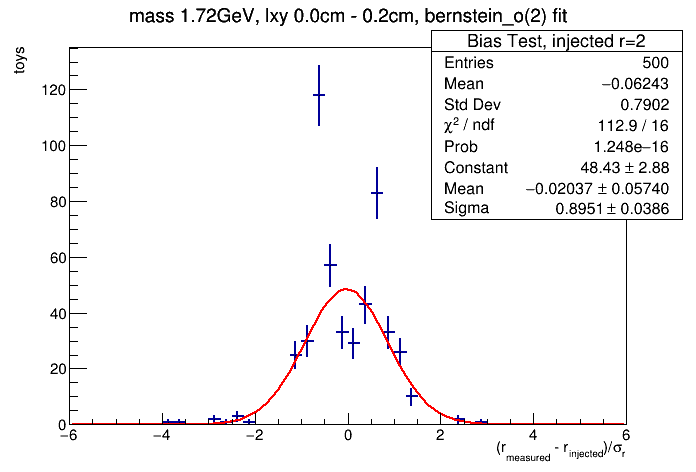 mass 1.72GeV, lxy 0.0cm - 0.2cm, bernstein_o(2) fit
Bias Test, injected r=2
Entries 500
Mean −0.06243
Std Dev 0.7902
χ² / ndf 112.9 / 16
Prob 1.248e−16
Constant 48.43 ± 2.88
Mean −0.02037 ± 0.05740
Sigma 0.8951 ± 0.0386
toys
120
100
80
60
40
20
0
−6 −4 −2 0 2 4 6
(r_measured - r_injected)/σ_r